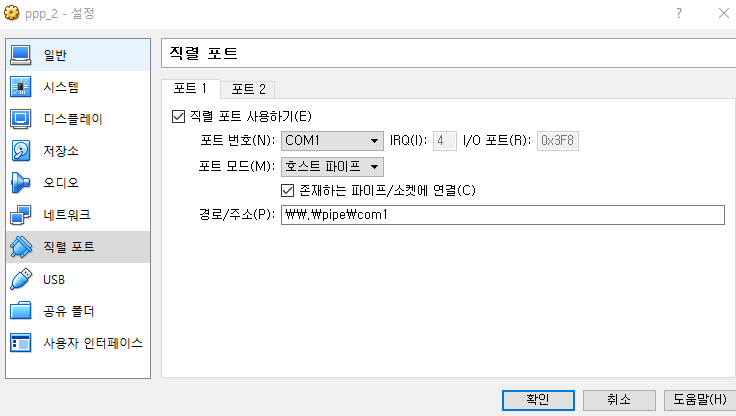 ppp_2 - 설정
?
일반
시스템
디스플레이
저장소
오디오
네트워크
직렬 포트
USB
공유 폴더
사용자 인터페이스
직렬 포트
포트 1 포트 2
직렬 포트 사용하기(E)
포트 번호(N): COM1 IRQ(I): 4 I/O 포트(R): 0x3F8
포트 모드(M): 호스트 파이프
존재하는 파이프/소켓에 연결(C)
경로/주소(P): ₩₩.₩pipe₩com1
확인 취소 도움말(H)